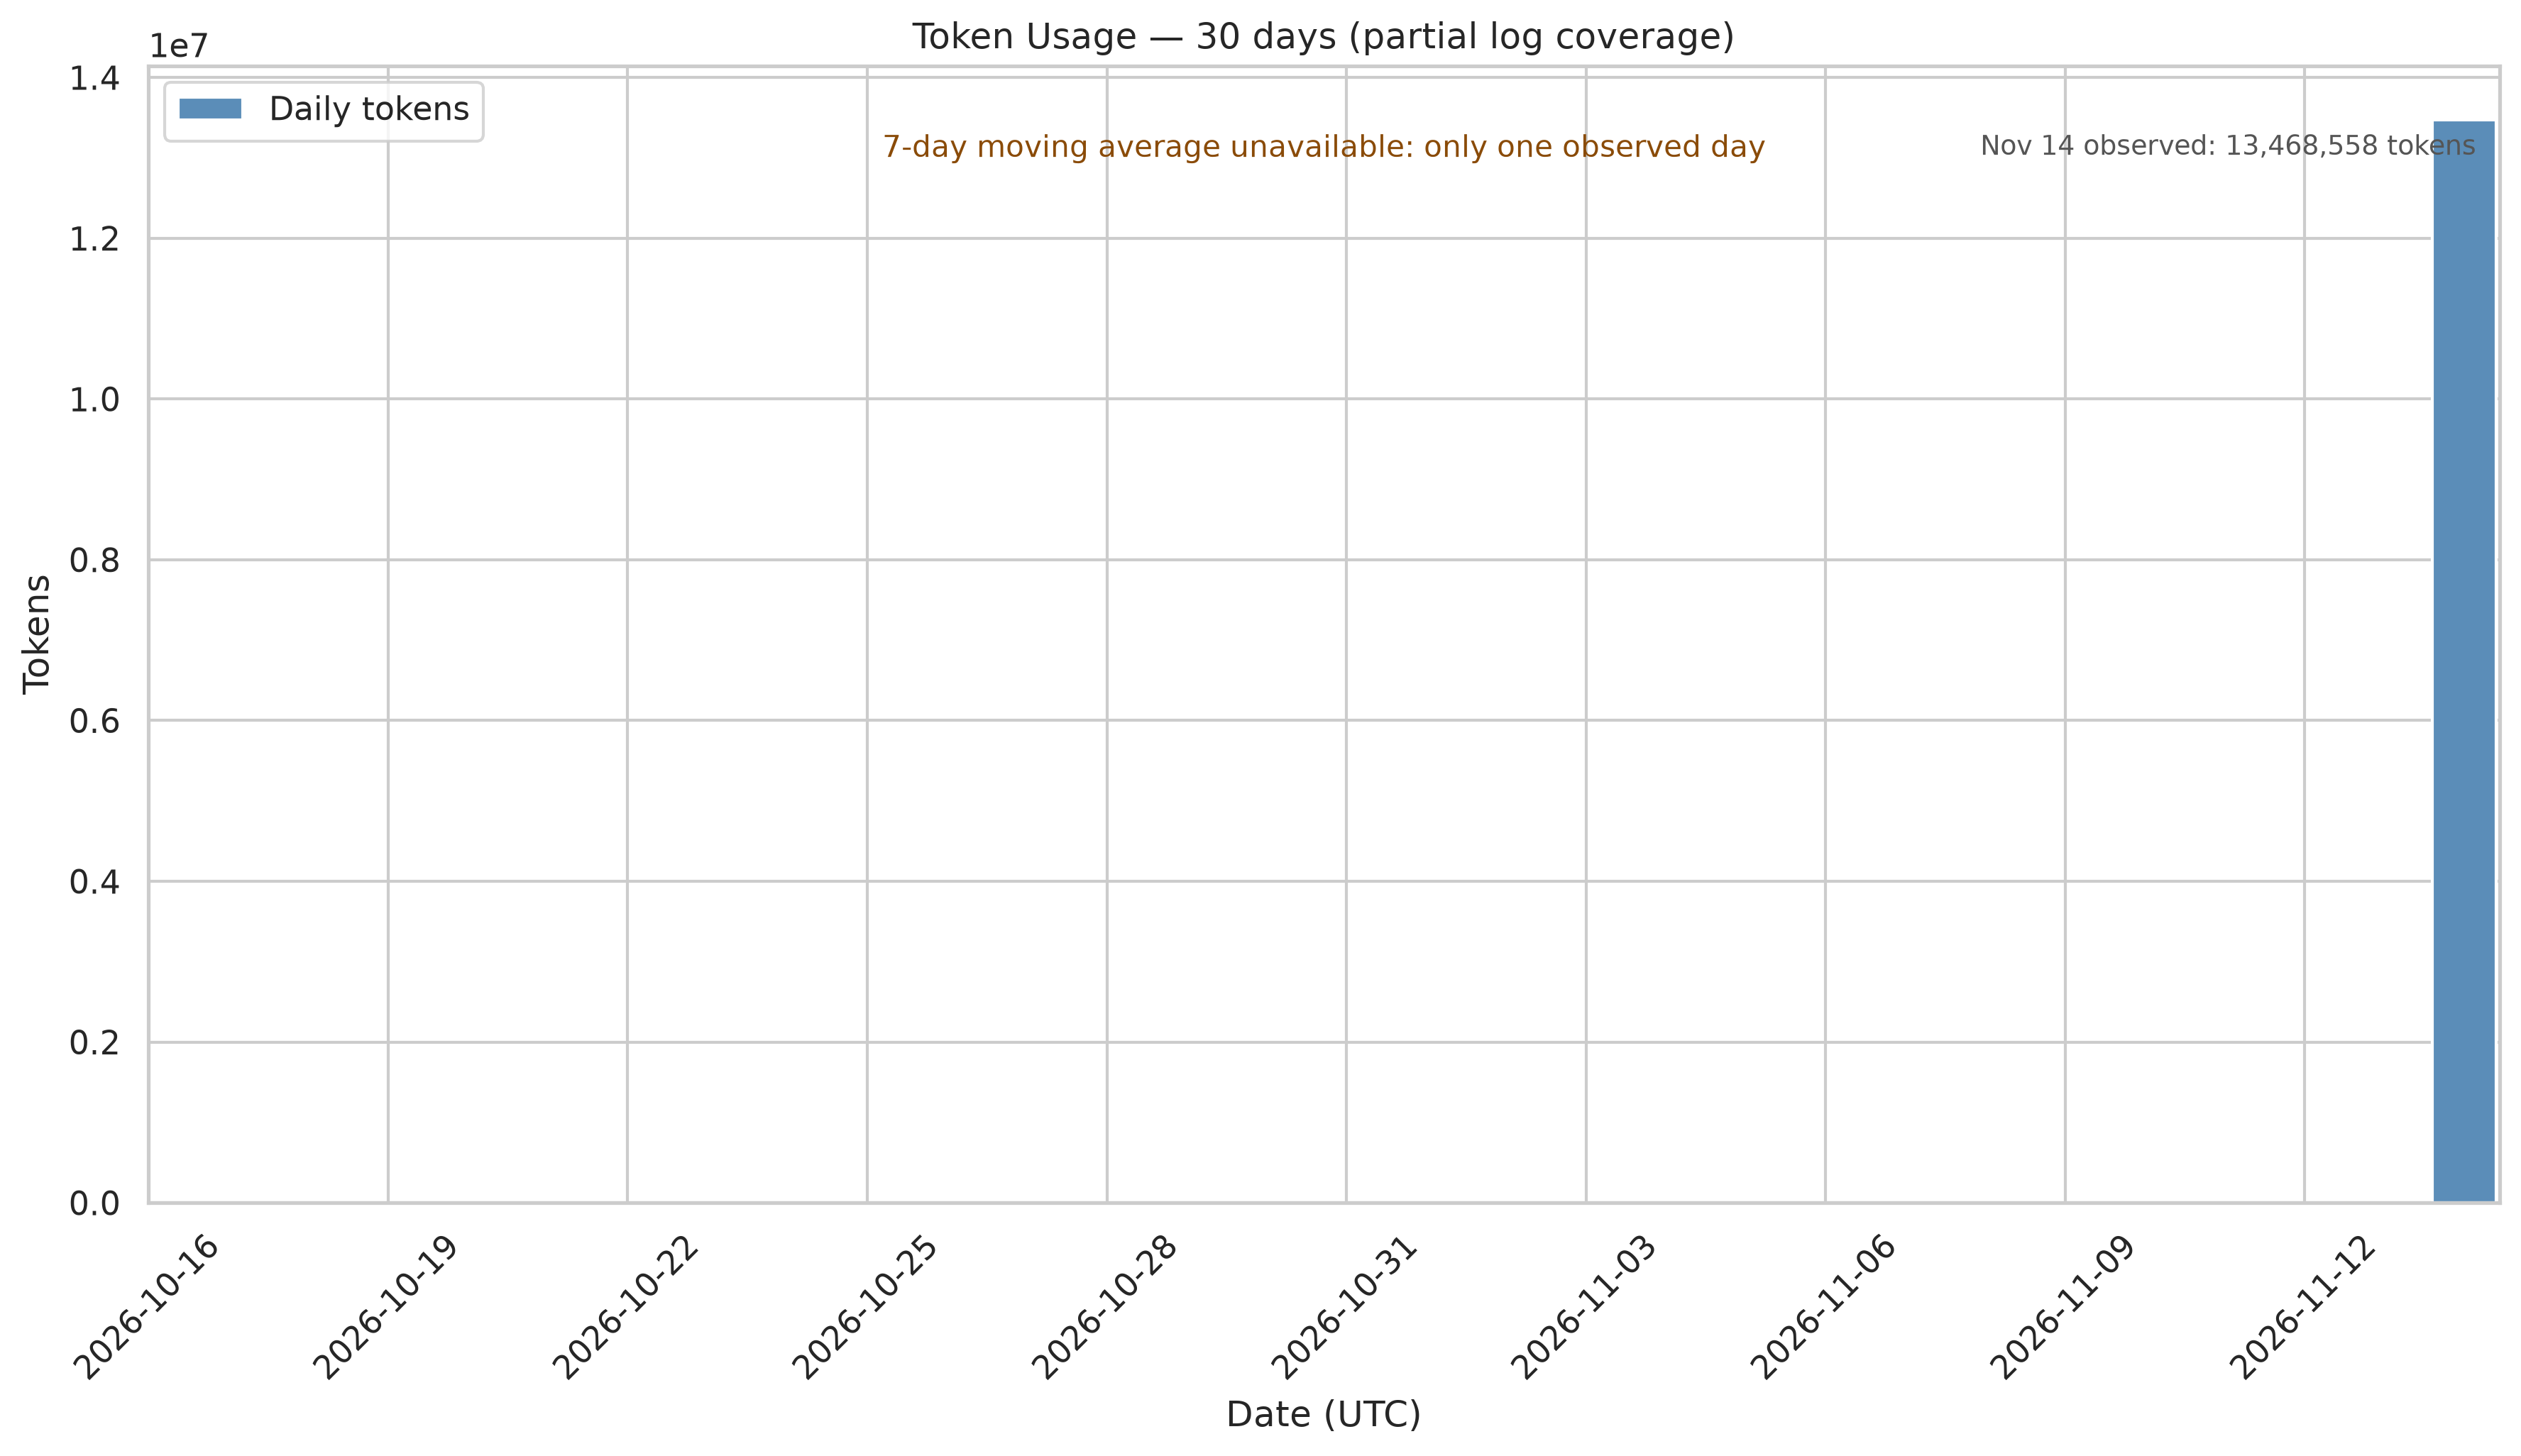 Token Usage — 30 days (partial log coverage)
1e7
1.4
1.2
1.0
0.8
0.6
0.4
0.2
0.0
Tokens
Daily tokens
7-day moving average unavailable: only one observed day
Nov 14 observed: 13,468,558 tokens
2026-10-16
2026-10-19
2026-10-22
2026-10-25
2026-10-28
2026-10-31
2026-11-03
2026-11-06
2026-11-09
2026-11-12
Date (UTC)